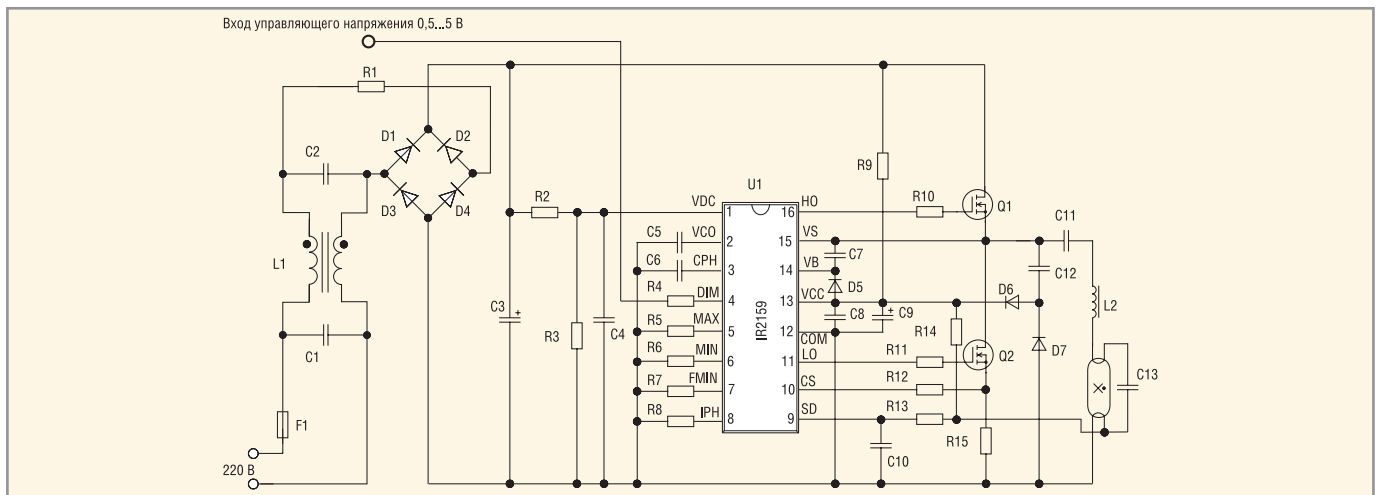 Вход управляющего напряжения 0,5...5 В
R1
D1
D2
C2
D3
D4
L1
C1
F1
220 В
R2
C3
+
R3
C4
C5
C6
R4
R5
R6
R7
R8
VDC
VCO
CPH
DIM
MAX
MIN
FMIN
IPH
U1
IR2159
1
2
3
4
5
6
7
8
16
15
14
13
12
11
10
9
HO
VS
VB
VCC
COM
LO
CS
SD
R9
R10
Q1
C7
D5
C8
C9
+
R14
D6
C11
C12
L2
D7
R11
Q2
R12
R13
C10
R15
C13